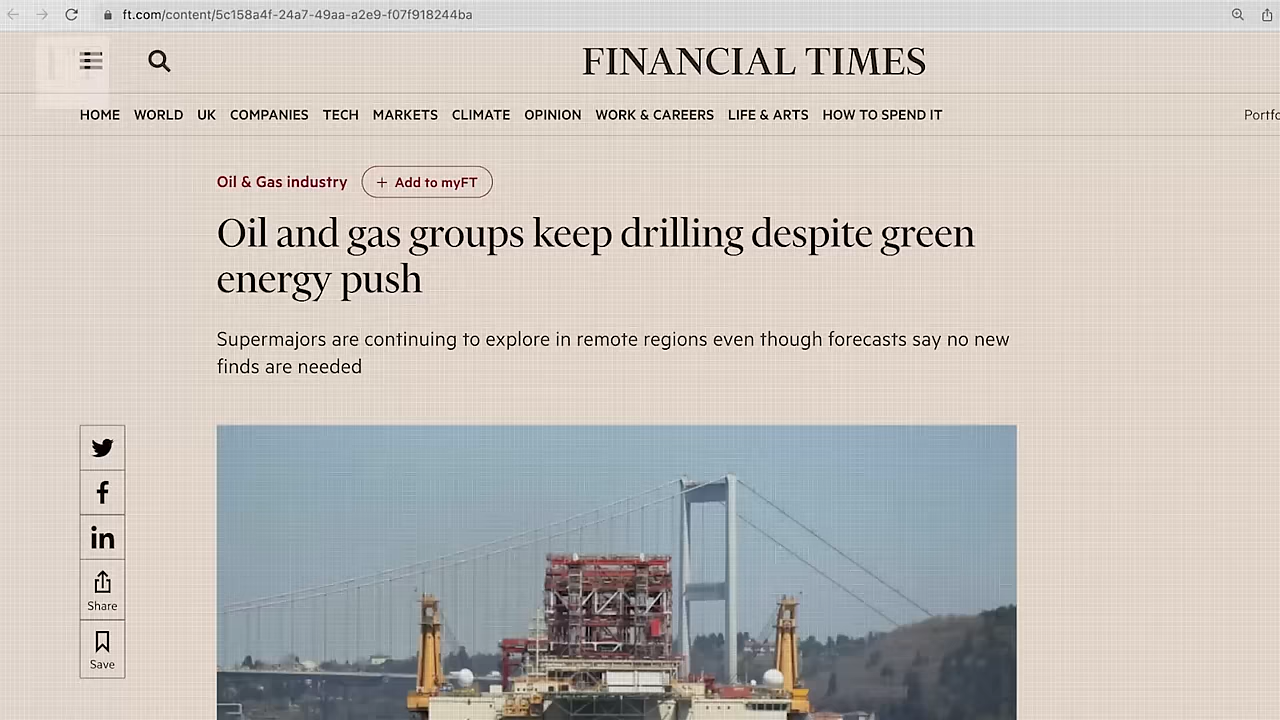 ft.com/content/5c158a4f-24a7-49aa-a2e9-f07f918244ba
FINANCIAL TIMES
HOME WORLD UK COMPANIES TECH MARKETS CLIMATE OPINION WORK & CAREERS LIFE & ARTS HOW TO SPEND IT
Oil & Gas industry + Add to myFT
Oil and gas groups keep drilling despite green
energy push
Supermajors are continuing to explore in remote regions even though forecasts say no new
finds are needed
Share
Save